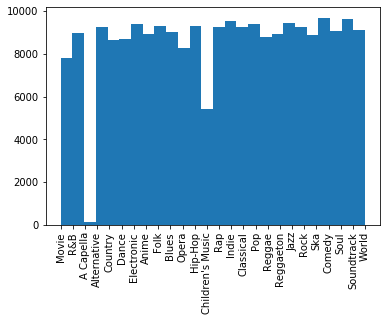 10000
8000
6000
4000
2000
0
Movie
R&B
A Capella
Alternative
Country
Dance
Electronic
Anime
Folk
Blues
Opera
Hip-Hop
Children's Music
Rap
Indie
Classical
Pop
Reggae
Reggaeton
Jazz
Rock
Ska
Comedy
Soul
Soundtrack
World